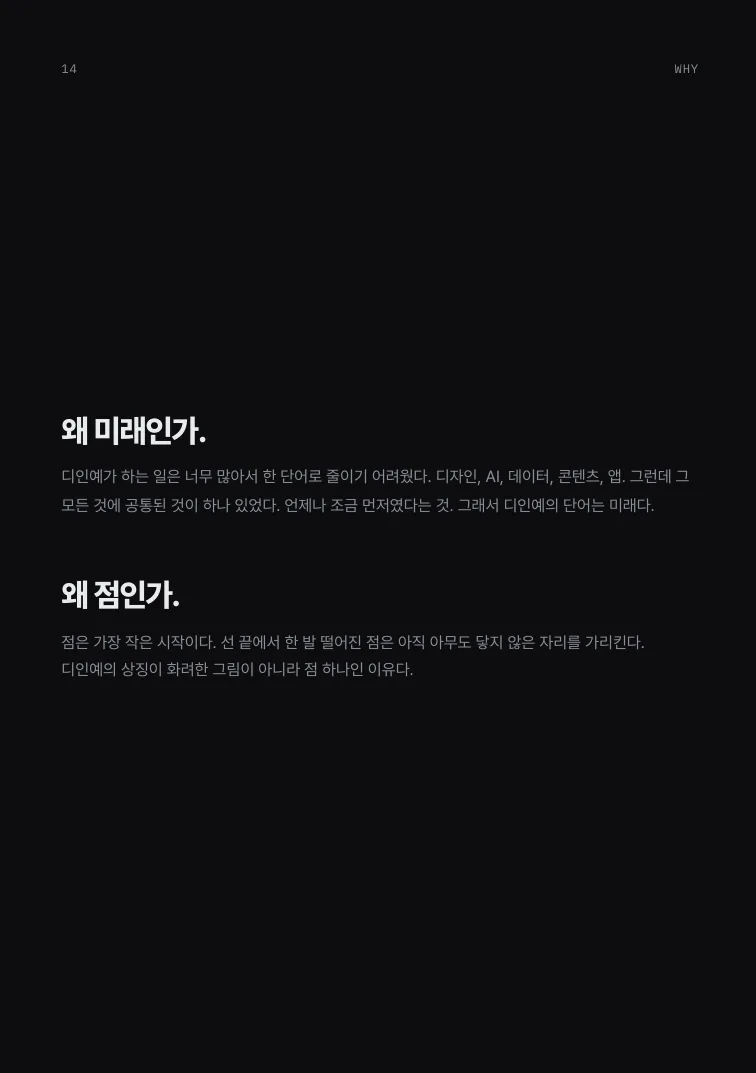 14
WHY
왜 미래인가.
디인예가 하는 일은 너무 많아서 한 단어로 줄이기 어려웠다. 디자인, AI, 데이터, 콘텐츠, 앱. 그런데 그
모든 것에 공통된 것이 하나 있었다. 언제나 조금 먼저였다는 것. 그래서 디인예의 단어는 미래다.
왜 점인가.
점은 가장 작은 시작이다. 선 끝에서 한 발 떨어진 점은 아직 아무도 닿지 않은 자리를 가리킨다.
디인예의 상징이 화려한 그림이 아니라 점 하나인 이유다.